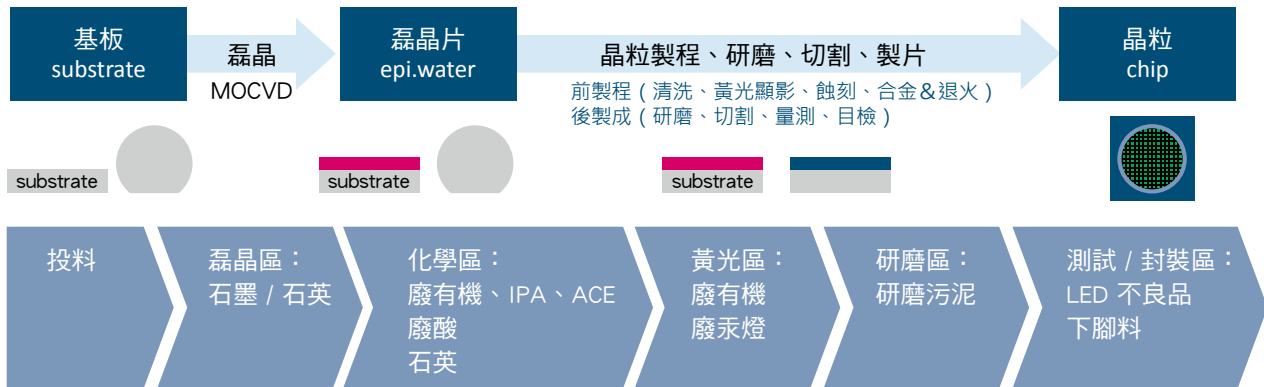 基板
substrate
磊晶
MOCVD
磊晶片
epi.water
晶粒製程、研磨、切割、製片
前製程 ( 清洗、黃光顯影、蝕刻、合金&退火 )
後製成 ( 研磨、切割、量測、目檢 )
晶粒
chip
substrate
substrate
substrate
投料
磊晶區：
石墨 / 石英
化學區：
廢有機、IPA、ACE
廢酸
石英
黃光區：
廢有機
廢汞燈
研磨區：
研磨污泥
測試 / 封裝區：
LED 不良品
下腳料